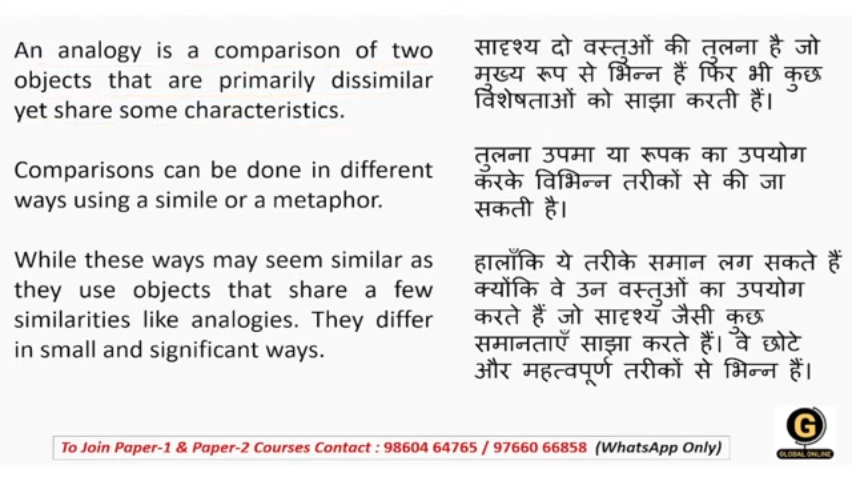 An analogy is a comparison of two
objects that are primarily dissimilar
yet share some characteristics.
Comparisons can be done in different
ways using a simile or a metaphor.
While these ways may seem similar as
they use objects that share a few
similarities like analogies. They differ
in small and significant ways.
सादृश्य दो वस्तुओं की तुलना है जो
मुख्य रूप से भिन्न हैं फिर भी कुछ
विशेषताओं को साझा करती हैं।
तुलना उपमा या रूपक का उपयोग
करके विभिन्न तरीकों से की जा
सकती है।
हालाँकि ये तरीके समान लग सकते हैं
क्योंकि वे उन वस्तुओं का उपयोग
करते हैं जो सादृश्य जैसी कुछ
समानताएँ साझा करते हैं। वे छोटे
और महत्वपूर्ण तरीकों से भिन्न हैं।
To Join Paper-1 & Paper-2 Courses Contact : 98604 64765 / 97660 66858 (WhatsApp Only)
G
GLOBAL ONLINE